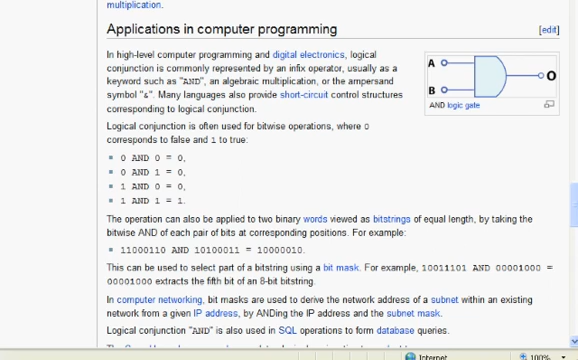 multiplication.
Applications in computer programming
[edit]
In high-level computer programming and digital electronics, logical
conjunction is commonly represented by an infix operator, usually as a
keyword such as "AND", an algebraic multiplication, or the ampersand
symbol "&". Many languages also provide short-circuit control structures
corresponding to logical conjunction.
A
B
O
AND logic gate
Logical conjunction is often used for bitwise operations, where 0
corresponds to false and 1 to true:
0 AND 0 = 0,
0 AND 1 = 0,
1 AND 0 = 0,
1 AND 1 = 1.
The operation can also be applied to two binary words viewed as bitstrings of equal length, by taking the
bitwise AND of each pair of bits at corresponding positions. For example:
11000110 AND 10100011 = 10000010.
This can be used to select part of a bitstring using a bit mask. For example, 10011101 AND 00001000 =
00001000 extracts the fifth bit of an 8-bit bitstring.
In computer networking, bit masks are used to derive the network address of a subnet within an existing
network from a given IP address, by ANDing the IP address and the subnet mask.
Logical conjunction "AND" is also used in SQL operations to form database queries.
Internet
100%